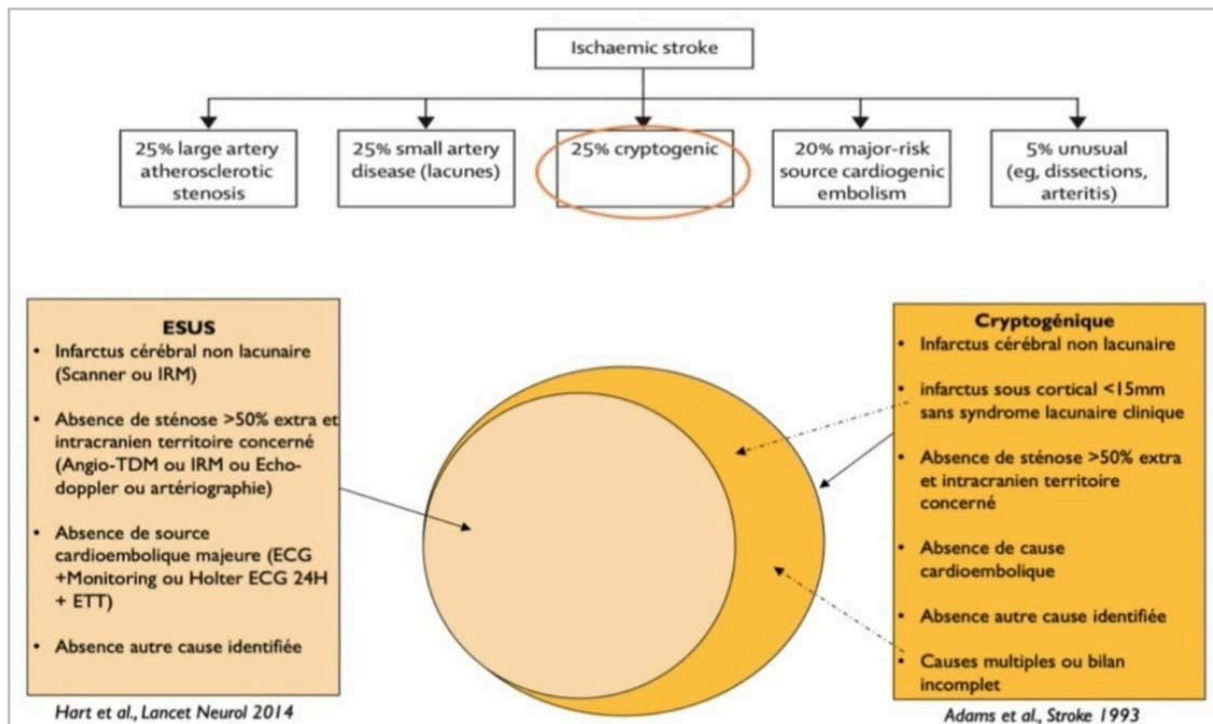 Ischaemic stroke
25% large artery
atherosclerotic
stenosis
25% small artery
disease (lacunes)
25% cryptogenic
20% major-risk
source cardiogenic
embolism
5% unusual
(eg, dissections,
arteritis)
ESUS
• Infarctus cérébral non lacunaire
(Scanner ou IRM)
• Absence de sténose >50% extra et
intracranien territoire concerné
(Angio-TDM ou IRM ou Echo-
doppler ou artériographie)
• Absence de source
cardioembolique majeure (ECG
+Monitoring ou Holter ECG 24H
+ ETT)
• Absence autre cause identifiée
Hart et al., Lancet Neurol 2014
Cryptogénique
• Infarctus cérébral non lacunaire
• infarctus sous cortical <15mm
sans syndrome lacunaire clinique
• Absence de sténose >50% extra
et intracranien territoire
concerné
• Absence de cause
cardioembolique
• Absence autre cause identifiée
• Causes multiples ou bilan
incomplet
Adams et al., Stroke 1993